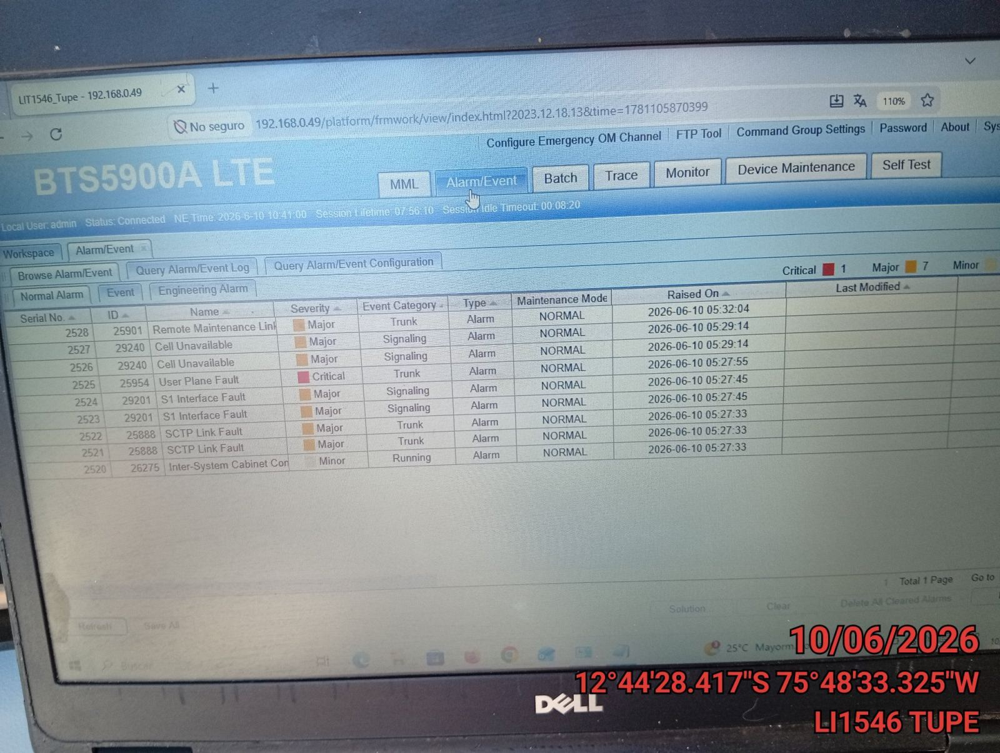 LIT1546_Tupe - 192.168.0.49
No seguro 192.168.0.49/platform/frmwork/view/index.html?2023.12.18.13&time=1781105870399 110%
Configure Emergency OM Channel FTP Tool Command Group Settings Password About Sys
BTS5900A LTE
MML Alarm/Event Batch Trace Monitor Device Maintenance Self Test
Local User: admin Status: Connected NE Time: 2026-6-10 10:41:00 Session Lifetime: 07:56:10 Session Idle Timeout: 00:08:20
Workspace Alarm/Event
Browse Alarm/Event Query Alarm/Event Log Query Alarm/Event Configuration
Critical 1 Major 7 Minor
Normal Alarm Event Engineering Alarm
Serial No. ID Name Severity Event Category Type Maintenance Mode Raised On Last Modified
2528 25901 Remote Maintenance Link Major Trunk Alarm NORMAL 2026-06-10 05:32:04
2527 29240 Cell Unavailable Major Signaling Alarm NORMAL 2026-06-10 05:29:14
2526 29240 Cell Unavailable Major Signaling Alarm NORMAL 2026-06-10 05:29:14
2525 25954 User Plane Fault Critical Trunk Alarm NORMAL 2026-06-10 05:27:55
2524 29201 S1 Interface Fault Major Signaling Alarm NORMAL 2026-06-10 05:27:45
2523 29201 S1 Interface Fault Major Signaling Alarm NORMAL 2026-06-10 05:27:45
2522 25888 SCTP Link Fault Major Trunk Alarm NORMAL 2026-06-10 05:27:33
2521 25888 SCTP Link Fault Major Trunk Alarm NORMAL 2026-06-10 05:27:33
2520 26275 Inter-System Cabinet Con Minor Running Alarm NORMAL 2026-06-10 05:27:33
1 Total 1 Page Go to
Solution Clear Delete All Cleared Alarms
Refresh Save All
Buscar 25°C Mayorm
10/06/2026
12°44'28.417"S 75°48'33.325"W
LI1546 TUPE
DELL